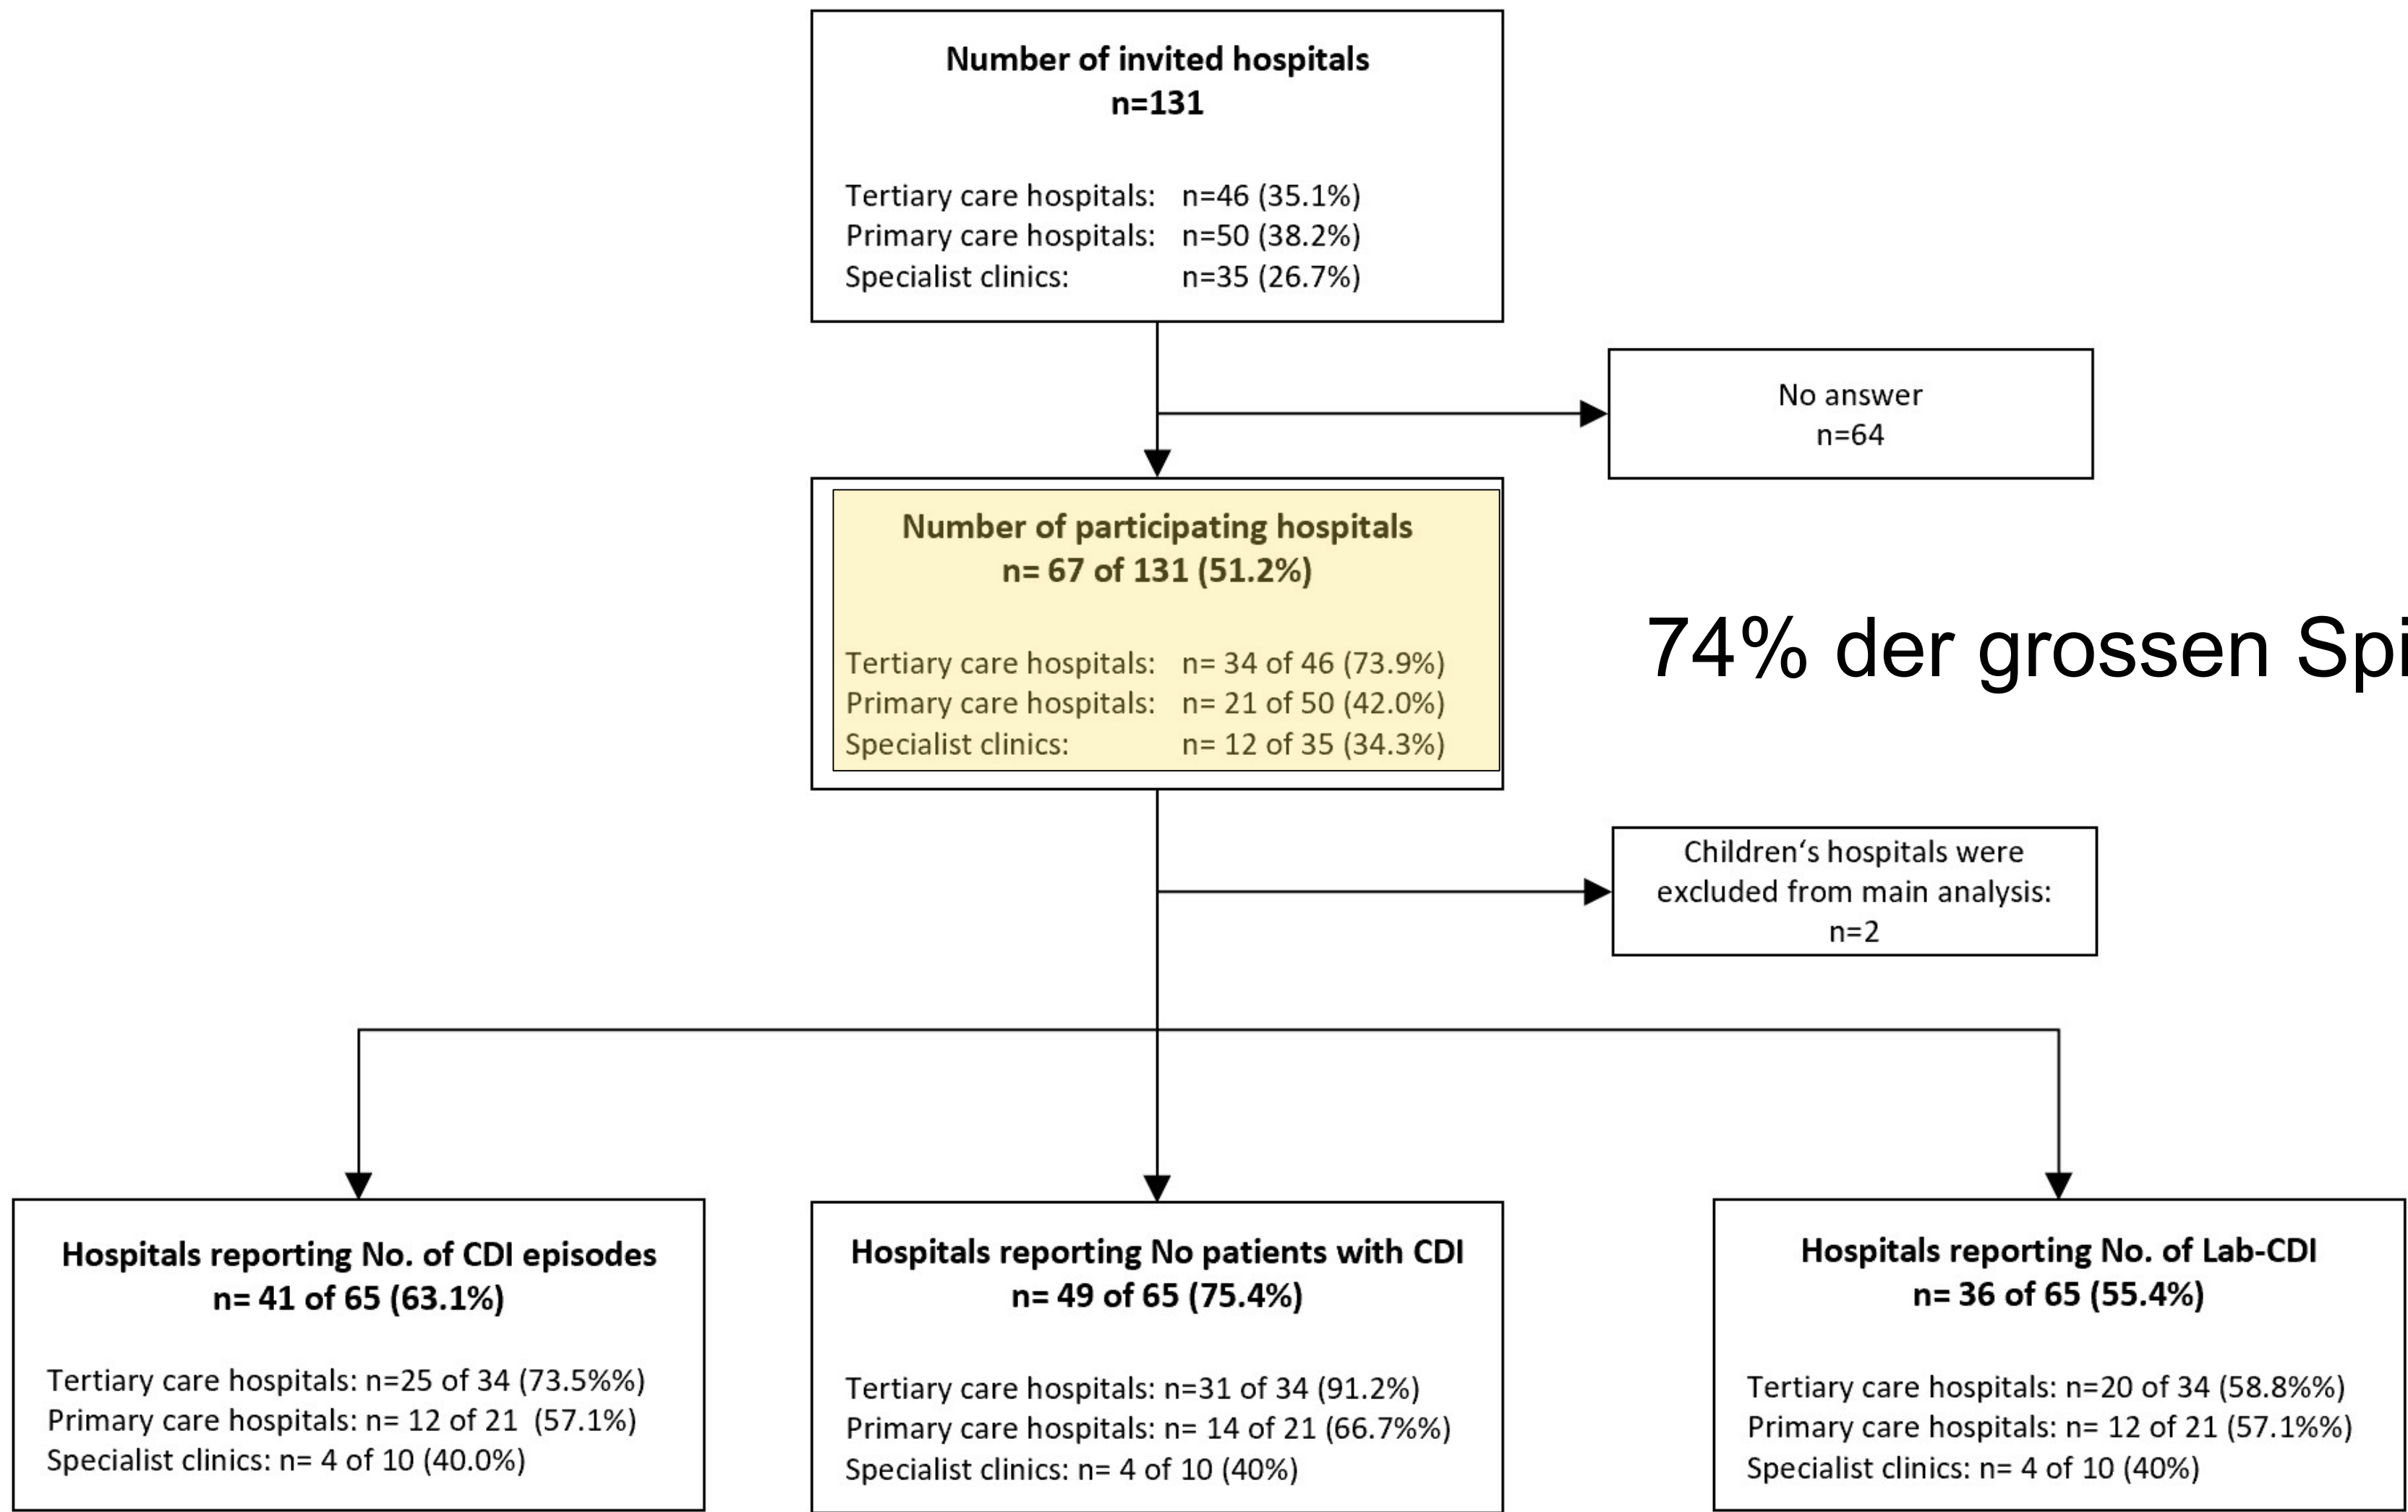 Number of invited hospitals
n=131
Tertiary care hospitals: n=46 (35.1%)
Primary care hospitals: n=50 (38.2%)
Specialist clinics: n=35 (26.7%)
No answer
n=64
Number of participating hospitals
n= 67 of 131 (51.2%)
Tertiary care hospitals: n= 34 of 46 (73.9%)
Primary care hospitals: n= 21 of 50 (42.0%)
Specialist clinics: n= 12 of 35 (34.3%)
74% der grossen
Children‘s hospitals were
excluded from main analysis:
n=2
Hospitals reporting No. of CDI episodes
n= 41 of 65 (63.1%)
Tertiary care hospitals: n=25 of 34 (73.5%%)
Primary care hospitals: n= 12 of 21 (57.1%)
Specialist clinics: n= 4 of 10 (40.0%)
Hospitals reporting No patients with CDI
n= 49 of 65 (75.4%)
Tertiary care hospitals: n=31 of 34 (91.2%)
Primary care hospitals: n= 14 of 21 (66.7%%)
Specialist clinics: n= 4 of 10 (40%)
Hospitals reporting No. of Lab-CDI
n= 36 of 65 (55.4%)
Tertiary care hospitals: n=20 of 34 (58.8%%)
Primary care hospitals: n= 12 of 21 (57.1%%)
Specialist clinics: n= 4 of 10 (40%)